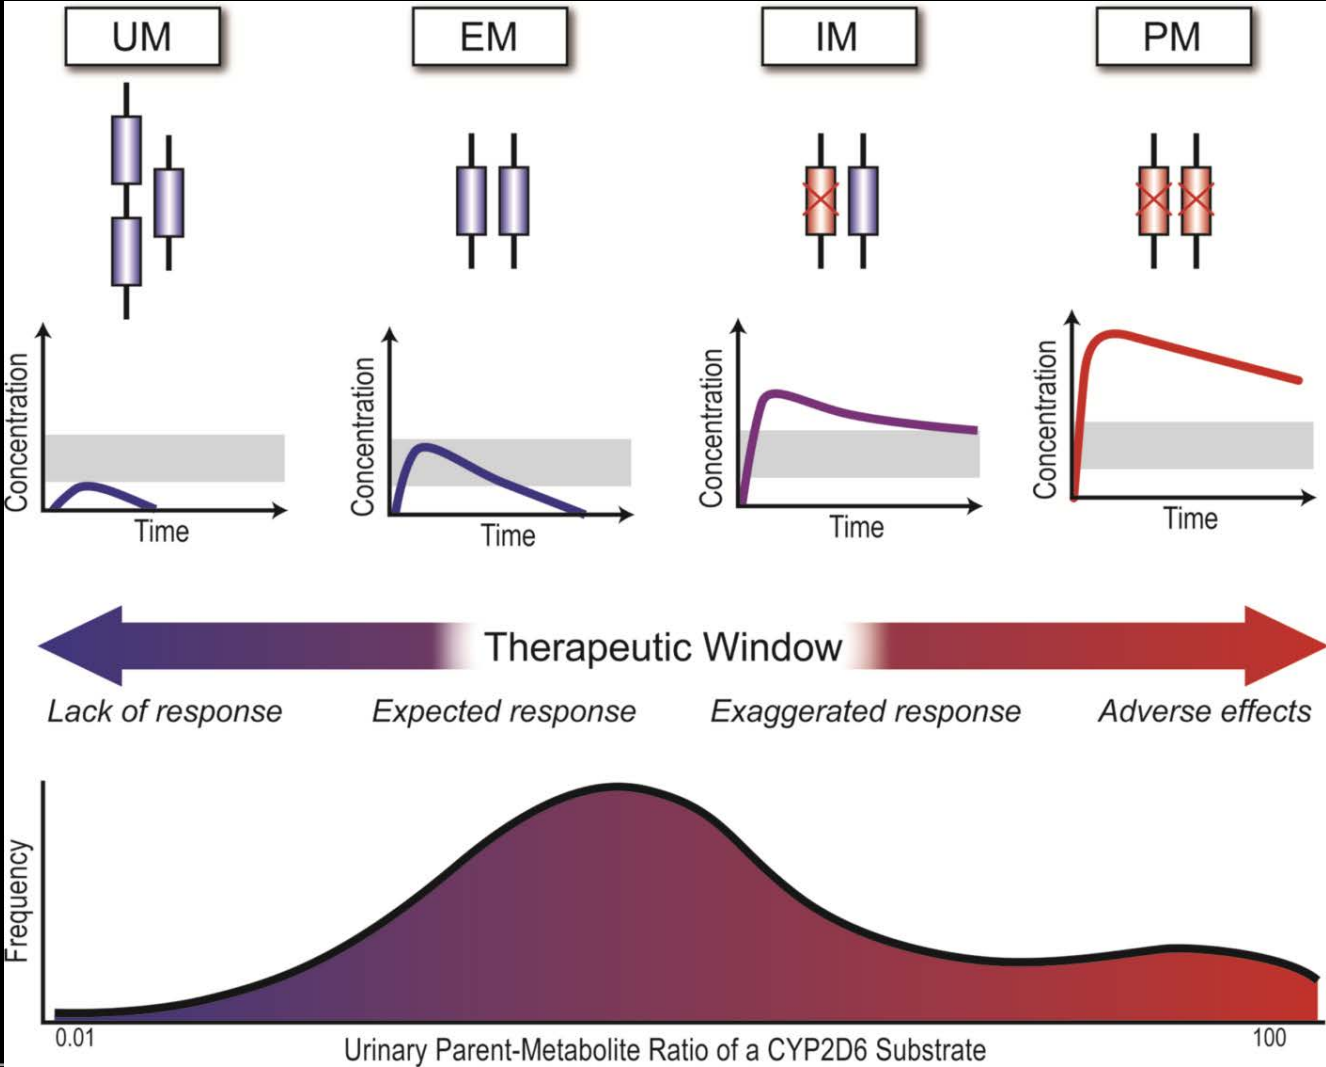 UM
EM
IM
PM
Concentration
Time
Concentration
Time
Concentration
Time
Concentration
Time
Therapeutic Window
Lack of response
Expected response
Exaggerated response
Adverse effects
Frequency
0.01
100
Urinary Parent-Metabolite Ratio of a CYP2D6 Substrate